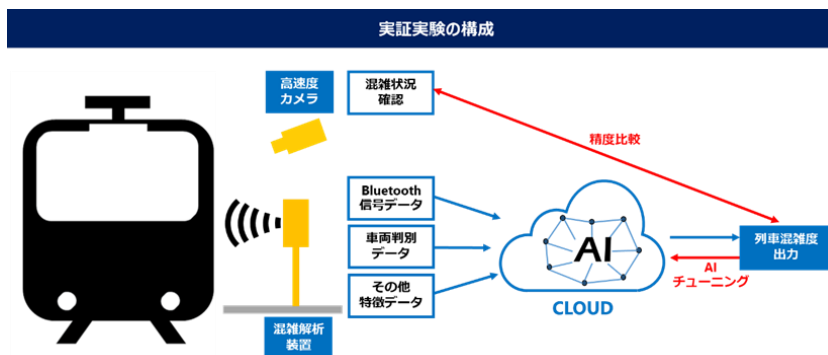 実証実験の構成
高速度
カメラ
混雑状況
確認
精度比較
Bluetooth
信号データ
車両判別
データ
その他
特徴データ
AI
CLOUD
列車混雑度
出力
AI
チューニング
混雑解析
装置